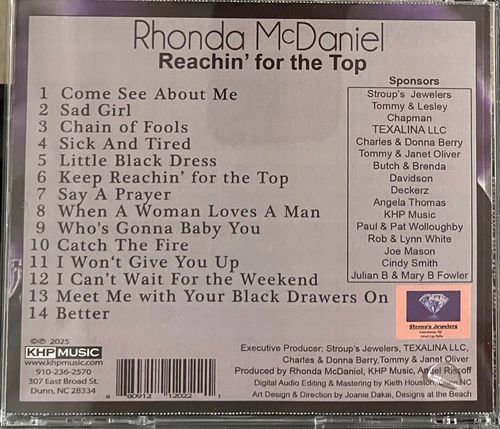 Rhonda McDaniel
Reachin' for the Top
1 Come See About Me
2 Sad Girl
3 Chain of Fools
4 Sick And Tired
5 Little Black Dress
6 Keep Reachin' for the Top
7 Say A Prayer
8 When A Woman Loves A Man
9 Who's Gonna Baby You
10 Catch The Fire
11 I Won't Give You Up
12 I Can't Wait For the Weekend
13 Meet Me with Your Black Drawers On
14 Better
Sponsors
Stroup's Jewelers
Tommy & Lesley
Chapman
TEXALINA LLC
Charles & Donna Berry
Tommy & Janet Oliver
Butch & Brenda
Davidson
Deckerz
Angela Thomas
KHP Music
Paul & Pat Wolloughby
Rob & Lynn White
Joe Mason
Cindy Smith
Julian B & Mary B Fowler
Stroup's Jewelers
©℗ 2025
KHP MUSIC
www.khpmusic.com
910-236-2570
307 East Broad St.
Dunn, NC 28334
8 80912 12022 1
Executive Producer: Stroup's Jewelers, TEXALINA LLC,
Charles & Donna Berry,Tommy & Janet Oliver
Produced by Rhonda McDaniel, KHP Music,
Digital Audio Editing & Mastering by Kieth Houston, NC
Art Design & Direction by Joanie Dakai, Designs at the Beach